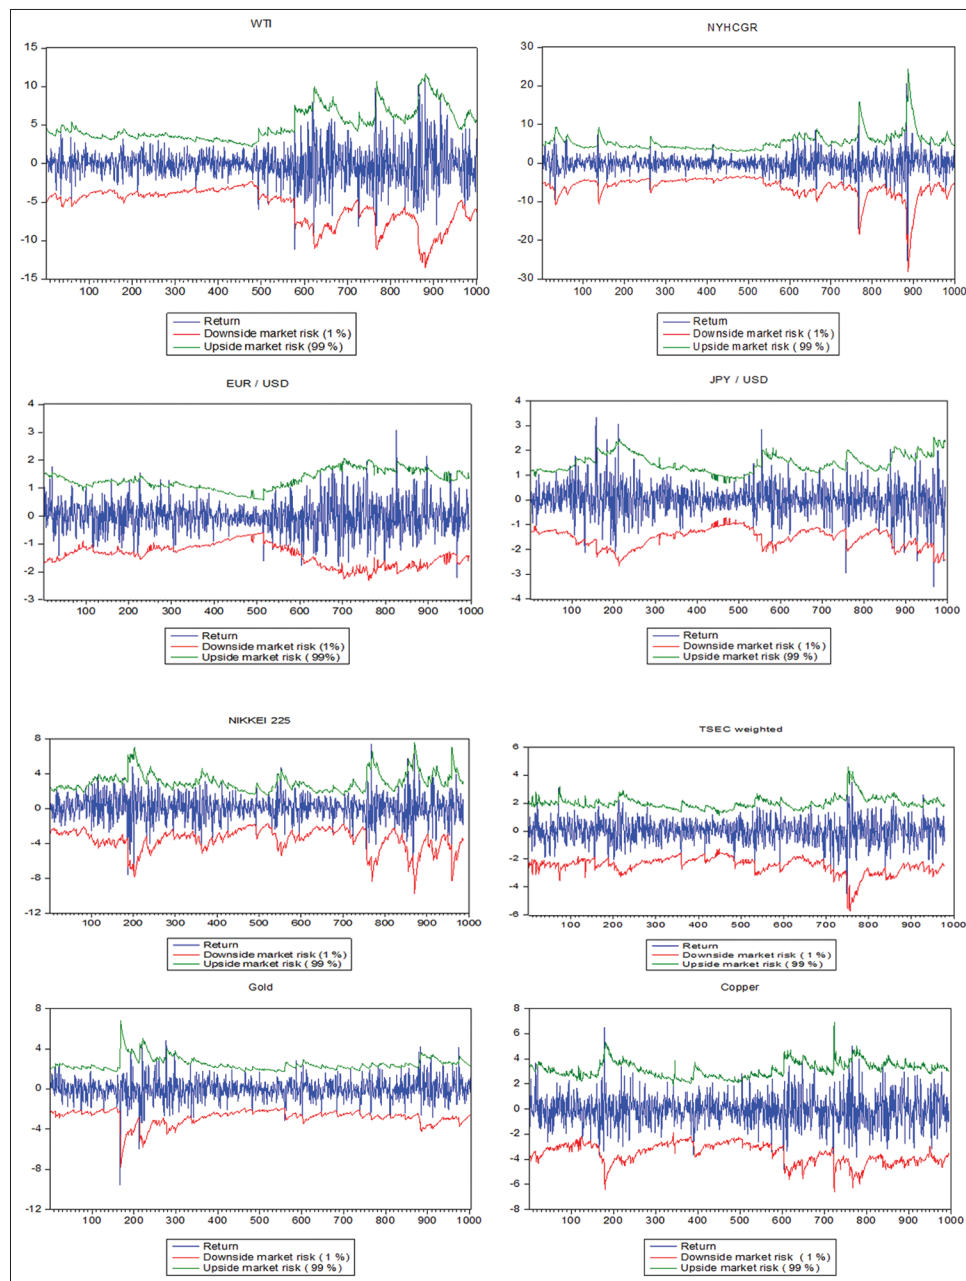 WTI
15
10
5
0
-5
-10
-15
100 200 300 400 500 600 700 800 900 1000
Return
Downside market risk (1%)
Upside market risk (99%)
NYHCGR
30
20
10
0
-10
-20
-30
100 200 300 400 500 600 700 800 900 1000
Return
Downside market risk (1%)
Upside market risk (99%)
EUR / USD
4
3
2
1
0
-1
-2
-3
100 200 300 400 500 600 700 800 900 1000
Return
Downside market risk (1%)
Upside market risk (99%)
JPY / USD
4
3
2
1
0
-1
-2
-3
-4
100 200 300 400 500 600 700 800 900 1000
Return
Downside market risk (1%)
Upside market risk (99%)
NIKKEI 225
8
4
0
-4
-8
-12
100 200 300 400 500 600 700 800 900 1000
Return
Downside market risk (1%)
Upside market risk (99%)
TSEC weighted
6
4
2
0
-2
-4
-6
100 200 300 400 500 600 700 800 900 1000
Return
Downside market risk (1%)
Upside market risk (99%)
Gold
8
4
0
-4
-8
-12
100 200 300 400 500 600 700 800 900 1000
Return
Downside market risk (1%)
Upside market risk (99%)
Copper
8
6
4
2
0
-2
-4
-6
-8
100 200 300 400 500 600 700 800 900 1000
Return
Downside market risk (1%)
Upside market risk (99%)